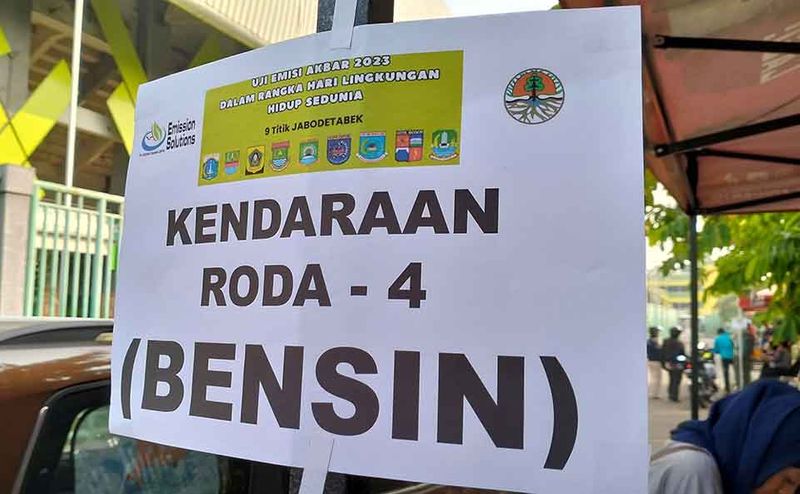 UJI EMISI AKBAR 2023
DALAM RANGKA HARI LINGKUNGAN
HIDUP SEDUNIA
9 Titik JABODETABEK
Emission
Solutions
KENDARAAN
RODA - 4
(BENSIN)